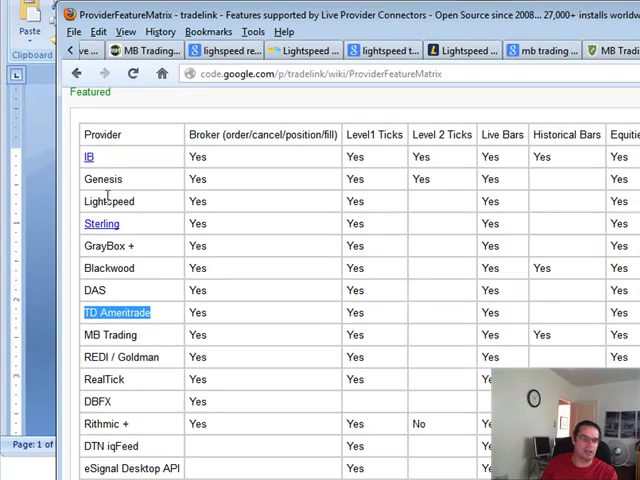 Paste
Clipboard
ProviderFeatureMatrix - tradelink - Features supported by Live Provider Connectors - Open Source since 2008... 27,000+ installs worldw
File Edit View History Bookmarks Tools Help
ve ... MB Trading... lighspeed re... Lightspeed ... lightspeed t... Lightspeed ... mb trading ... MB Tradi
code.google.com/p/tradelink/wiki/ProviderFeatureMatrix
Featured
Provider Broker (order/cancel/position/fill) Level1 Ticks Level 2 Ticks Live Bars Historical Bars Equitie
IB Yes Yes Yes Yes Yes Yes
Genesis Yes Yes Yes Yes Yes
Lightspeed Yes Yes Yes Yes
Sterling Yes Yes Yes Yes
GrayBox + Yes Yes Yes Yes
Blackwood Yes Yes Yes Yes Yes
DAS Yes Yes Yes Yes
TD Ameritrade Yes Yes Yes Yes
MB Trading Yes Yes Yes Yes Yes
REDI / Goldman Yes Yes Yes Yes
RealTick Yes Yes Yes
DBFX Yes
Rithmic + Yes Yes No
DTN iqFeed Yes
eSignal Desktop API Yes
Page: 1 of